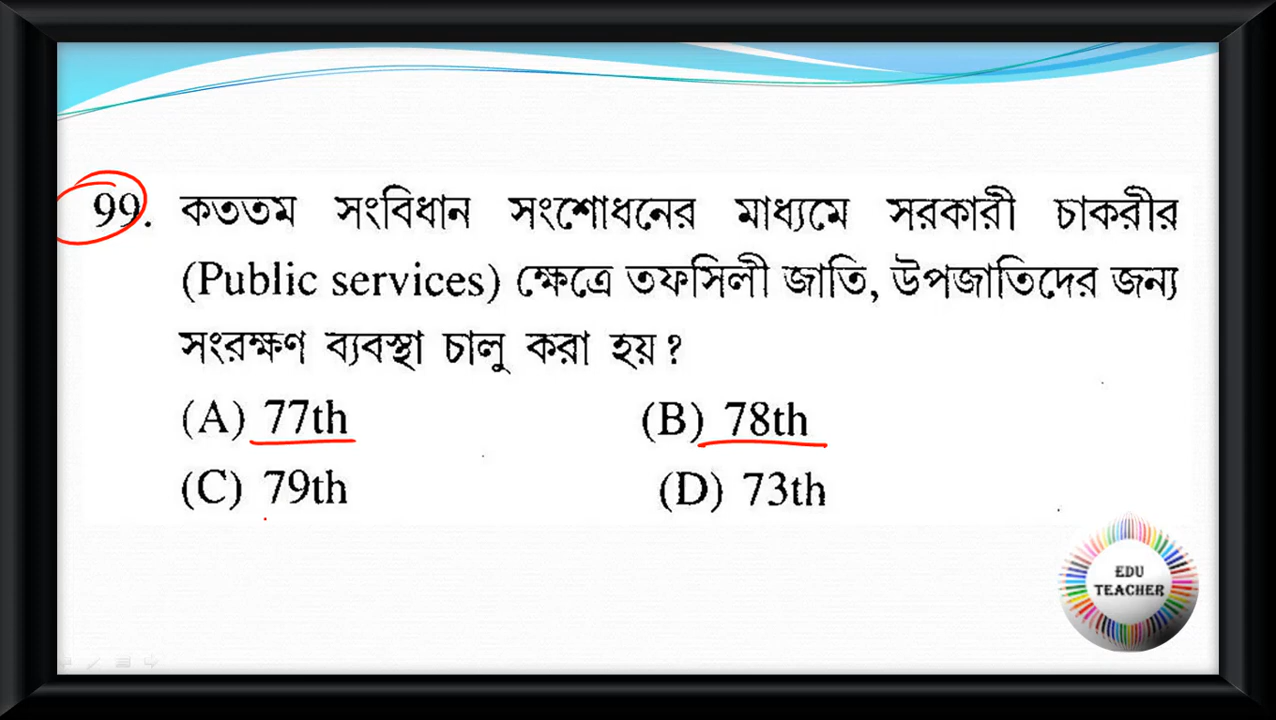 99. কততম সংবিধান সংশোধনের মাধ্যমে সরকারী চাকরীর
(Public services) ক্ষেত্রে তফসিলী জাতি, উপজাতিদের জন্য
সংরক্ষণ ব্যবস্থা চালু করা হয় ?
(A) 77th (B) 78th
(C) 79th (D) 73th
EDU
TEACHER